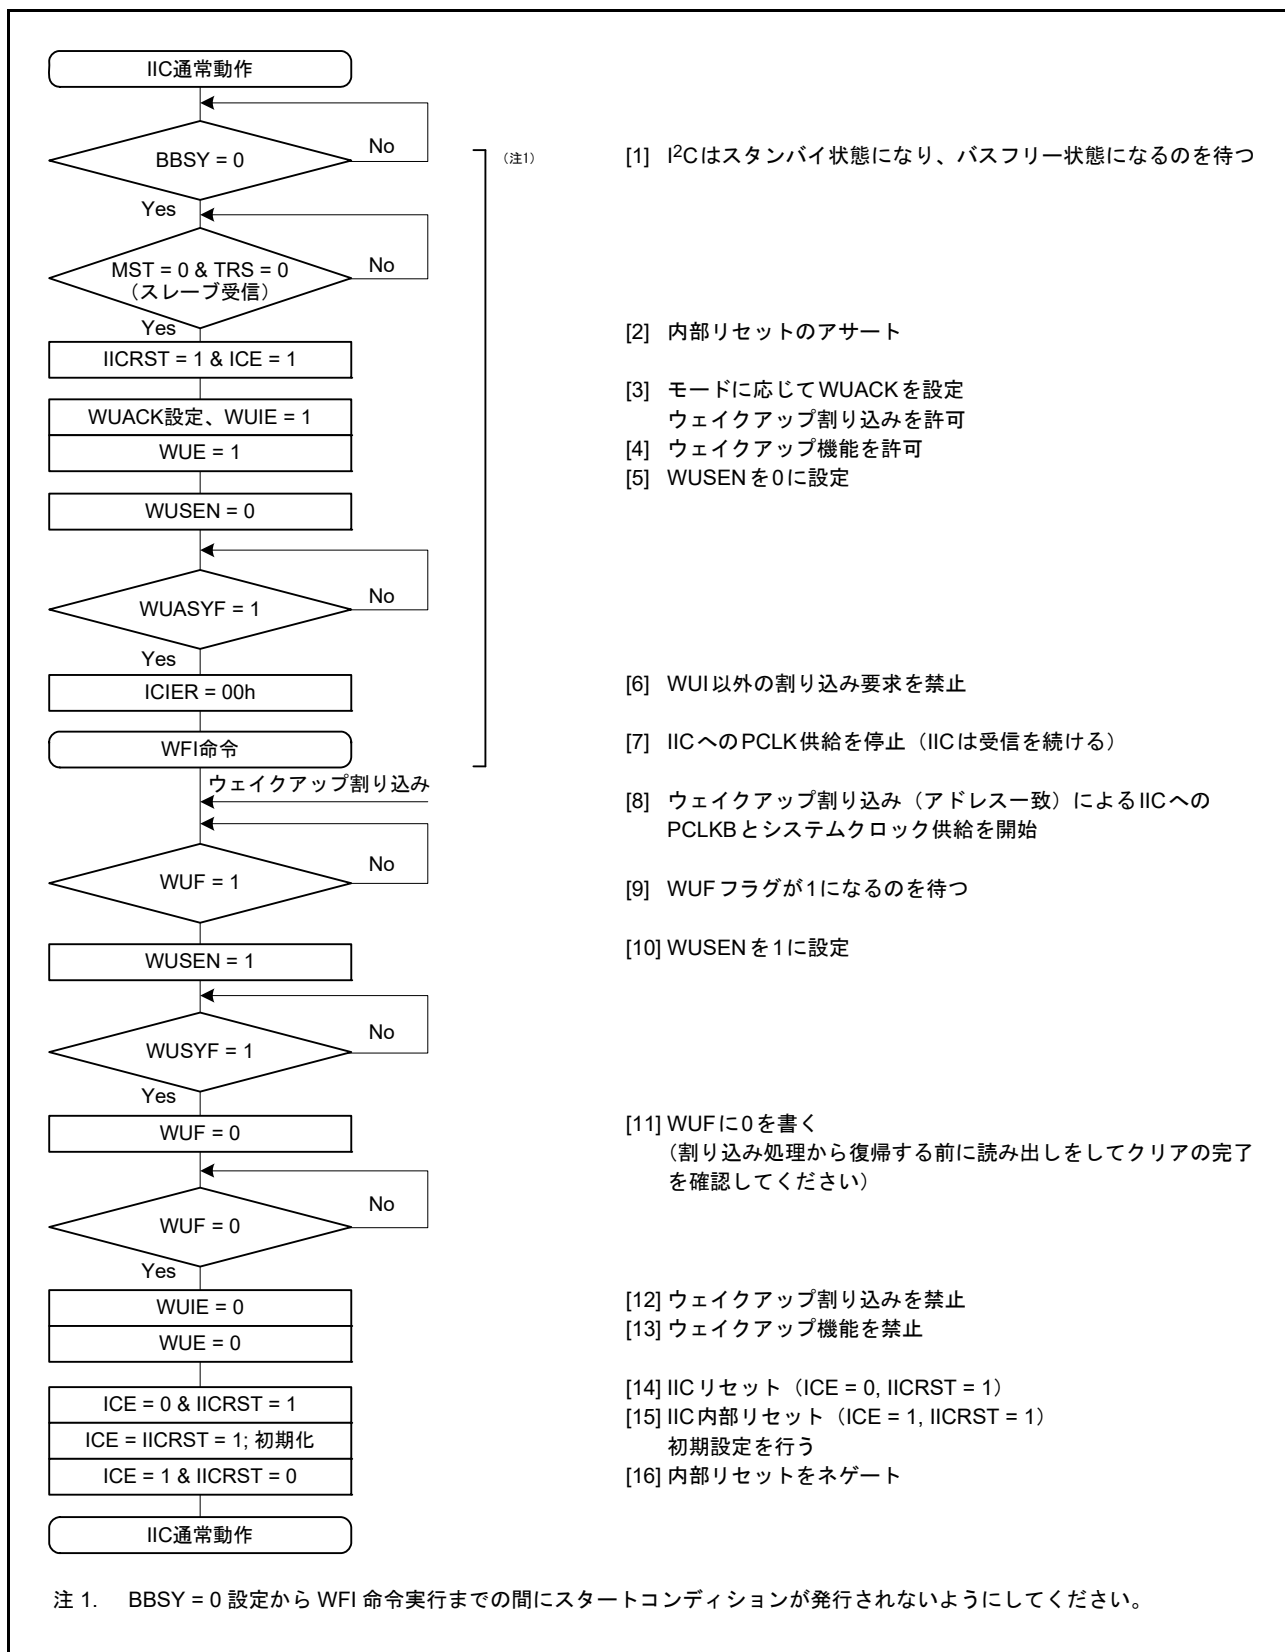 IIC通常動作
BBSY = 0
No
(注1)
[1] I²Cはスタンバイ状態になり、バスフリー状態になるのを待つ
Yes
MST = 0 & TRS = 0
（スレーブ受信）
No
Yes
IICRST = 1 & ICE = 1
[2] 内部リセットのアサート
WUACK設定、WUIE = 1
[3] モードに応じてWUACKを設定
ウェイクアップ割り込みを許可
WUE = 1
[4] ウェイクアップ機能を許可
[5] WUSENを0に設定
WUSEN = 0
WUASYF = 1
No
Yes
ICIER = 00h
[6] WUI以外の割り込み要求を禁止
WFI命令
[7] IICへのPCLK供給を停止（IICは受信を続ける）
ウェイクアップ割り込み
[8] ウェイクアップ割り込み（アドレス一致）によるIICへの
PCLKBとシステムクロック供給を開始
WUF = 1
No
[9] WUFフラグが1になるのを待つ
WUSEN = 1
[10] WUSENを1に設定
WUSYF = 1
No
Yes
WUF = 0
[11] WUFに0を書く
（割り込み処理から復帰する前に読み出しをしてクリアの完了
を確認してください）
WUF = 0
No
Yes
WUIE = 0
[12] ウェイクアップ割り込みを禁止
WUE = 0
[13] ウェイクアップ機能を禁止
ICE = 0 & IICRST = 1
[14] IICリセット（ICE = 0, IICRST = 1）
ICE = IICRST = 1; 初期化
[15] IIC内部リセット（ICE = 1, IICRST = 1）
初期設定を行う
ICE = 1 & IICRST = 0
[16] 内部リセットをネゲート
IIC通常動作
注 1. BBSY = 0 設定から WFI 命令実行までの間にスタートコンディションが発行されないようにしてください。